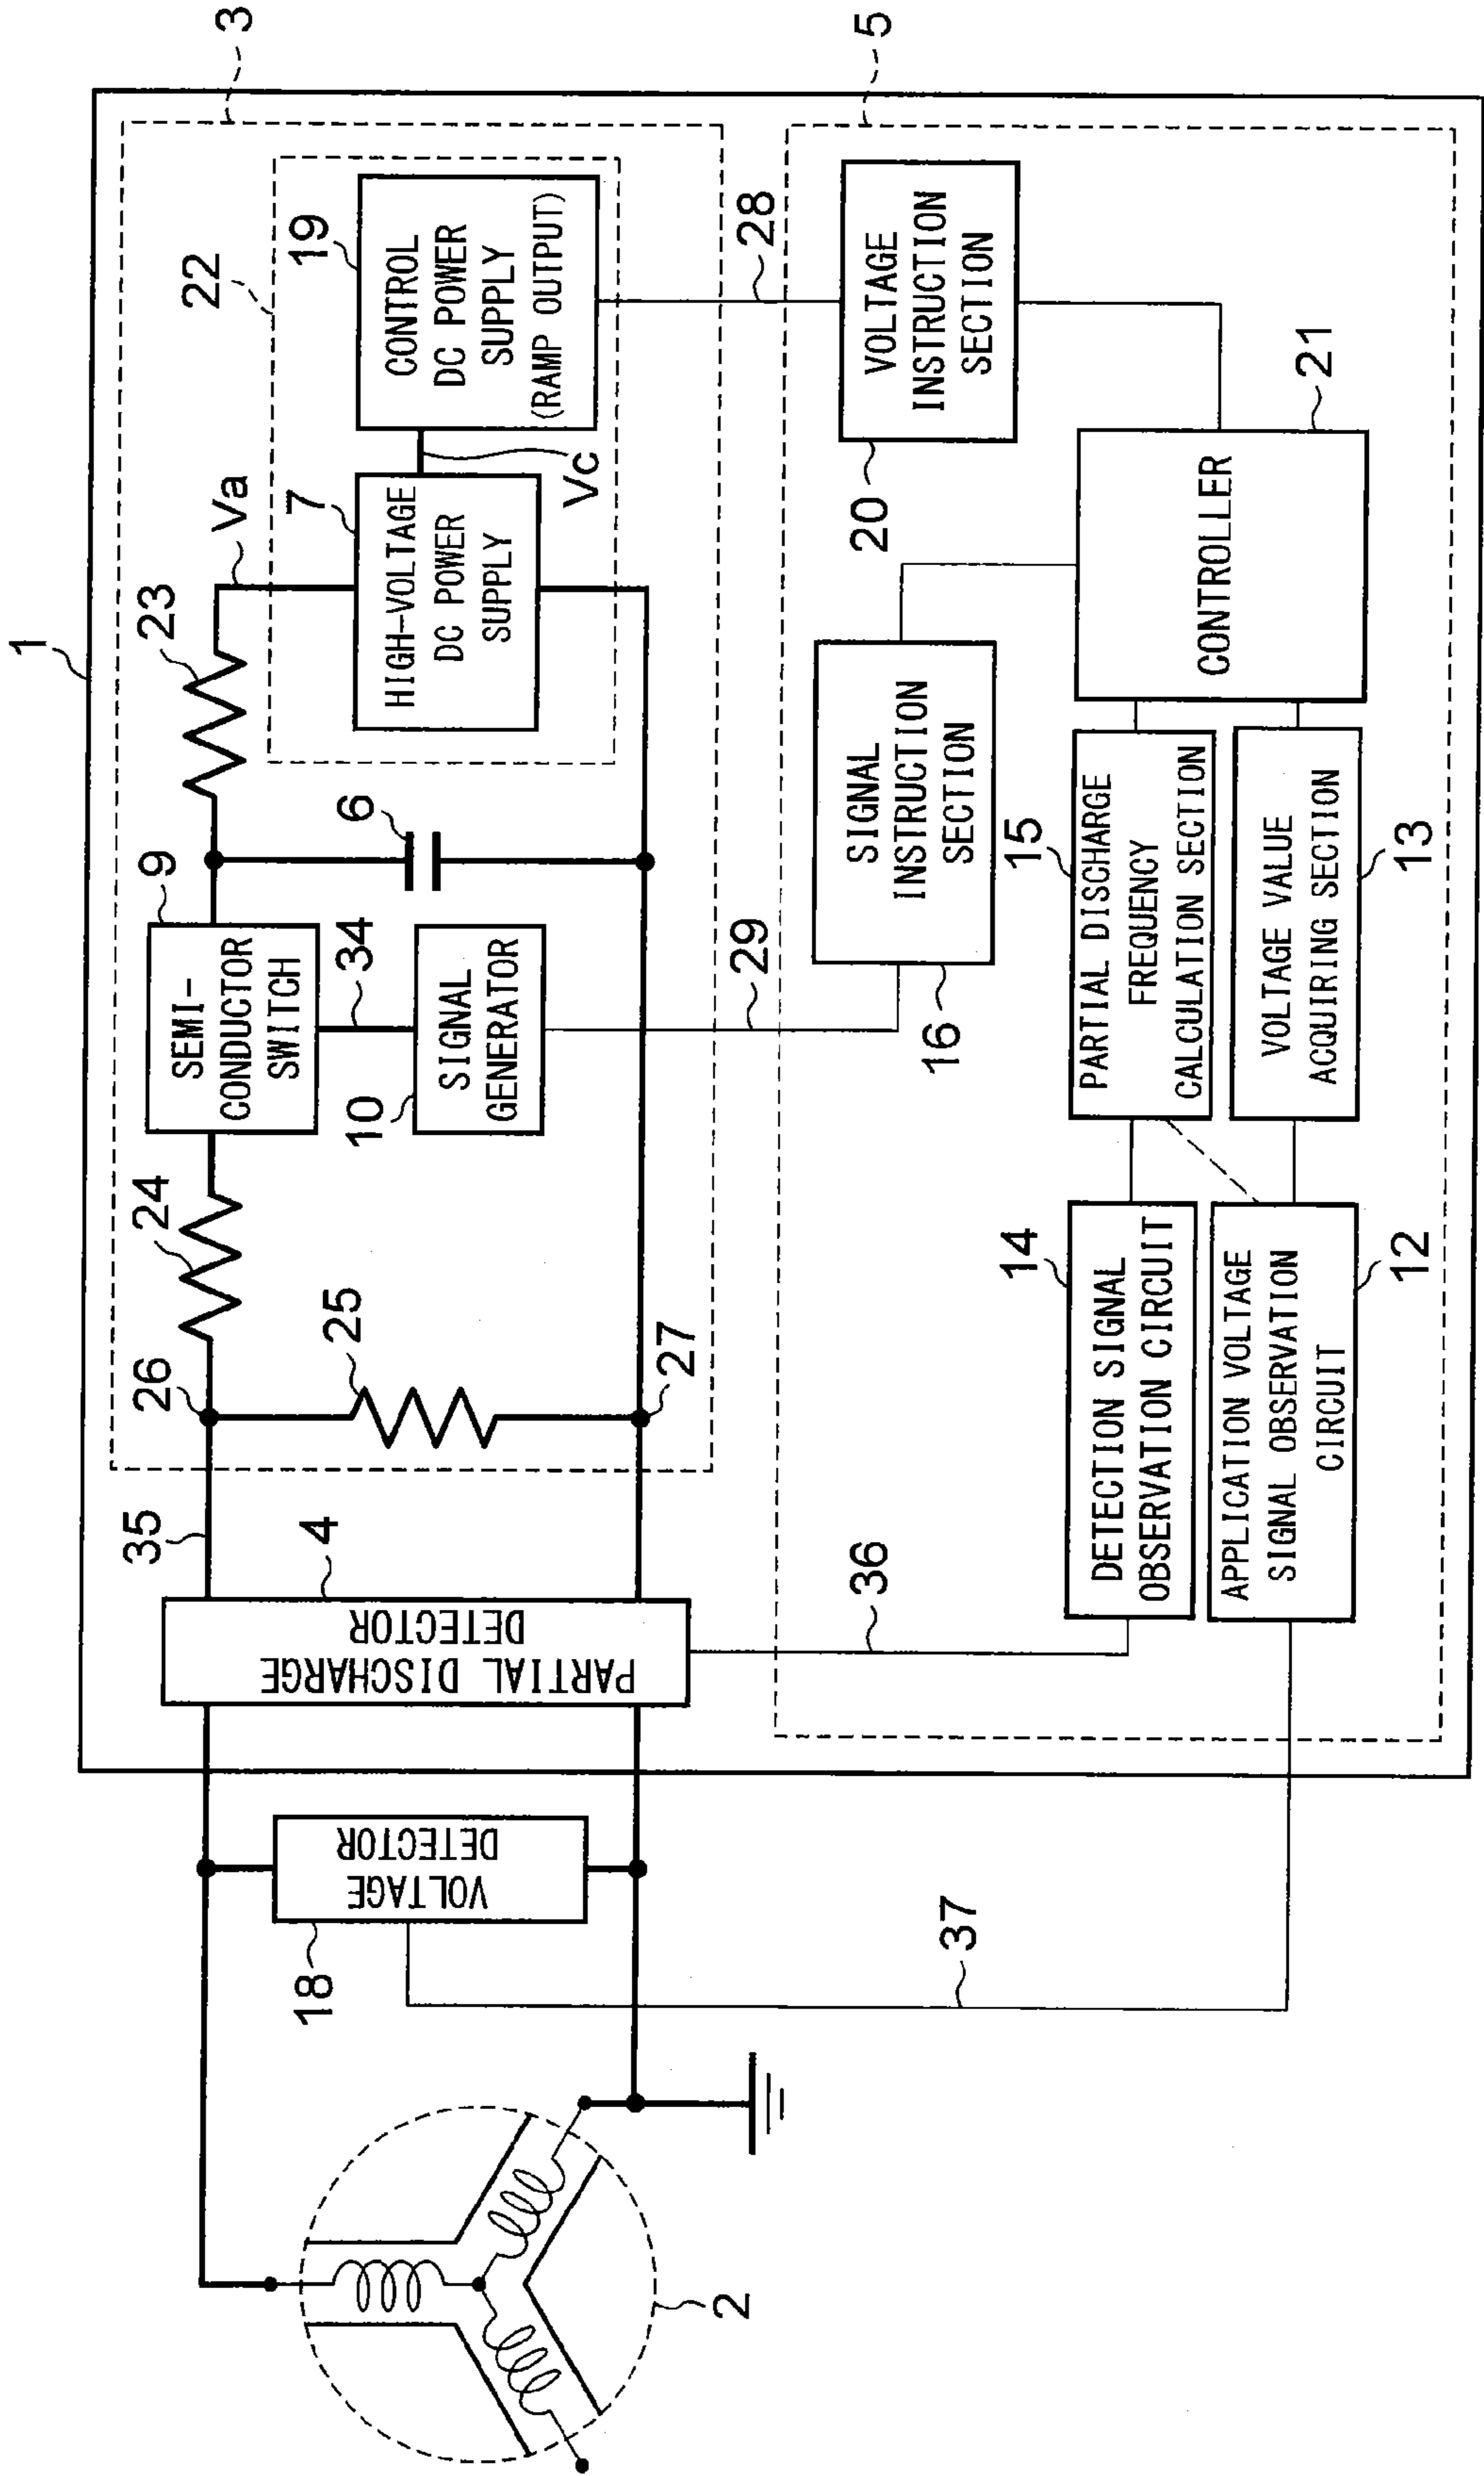 1
3
22
Va
23
9
24
26
35
4
18
2
SEMI-
CONDUCTOR
SWITCH
34
10
SIGNAL
GENERATOR
6
7
HIGH-VOLTAGE
DC POWER
SUPPLY
Vc
19
CONTROL
DC POWER
SUPPLY
(RAMP OUTPUT)
25
27
PARTIAL DISCHARGE
DETECTOR
VOLTAGE
DETECTOR
28
29
36
37
5
VOLTAGE
INSTRUCTION
SECTION
20
SIGNAL
INSTRUCTION
SECTION
16
CONTROLLER
21
15
PARTIAL DISCHARGE
FREQUENCY
CALCULATION SECTION
VOLTAGE VALUE
ACQUIRING SECTION
13
14
DETECTION SIGNAL
OBSERVATION CIRCUIT
APPLICATION VOLTAGE
SIGNAL OBSERVATION
CIRCUIT
12